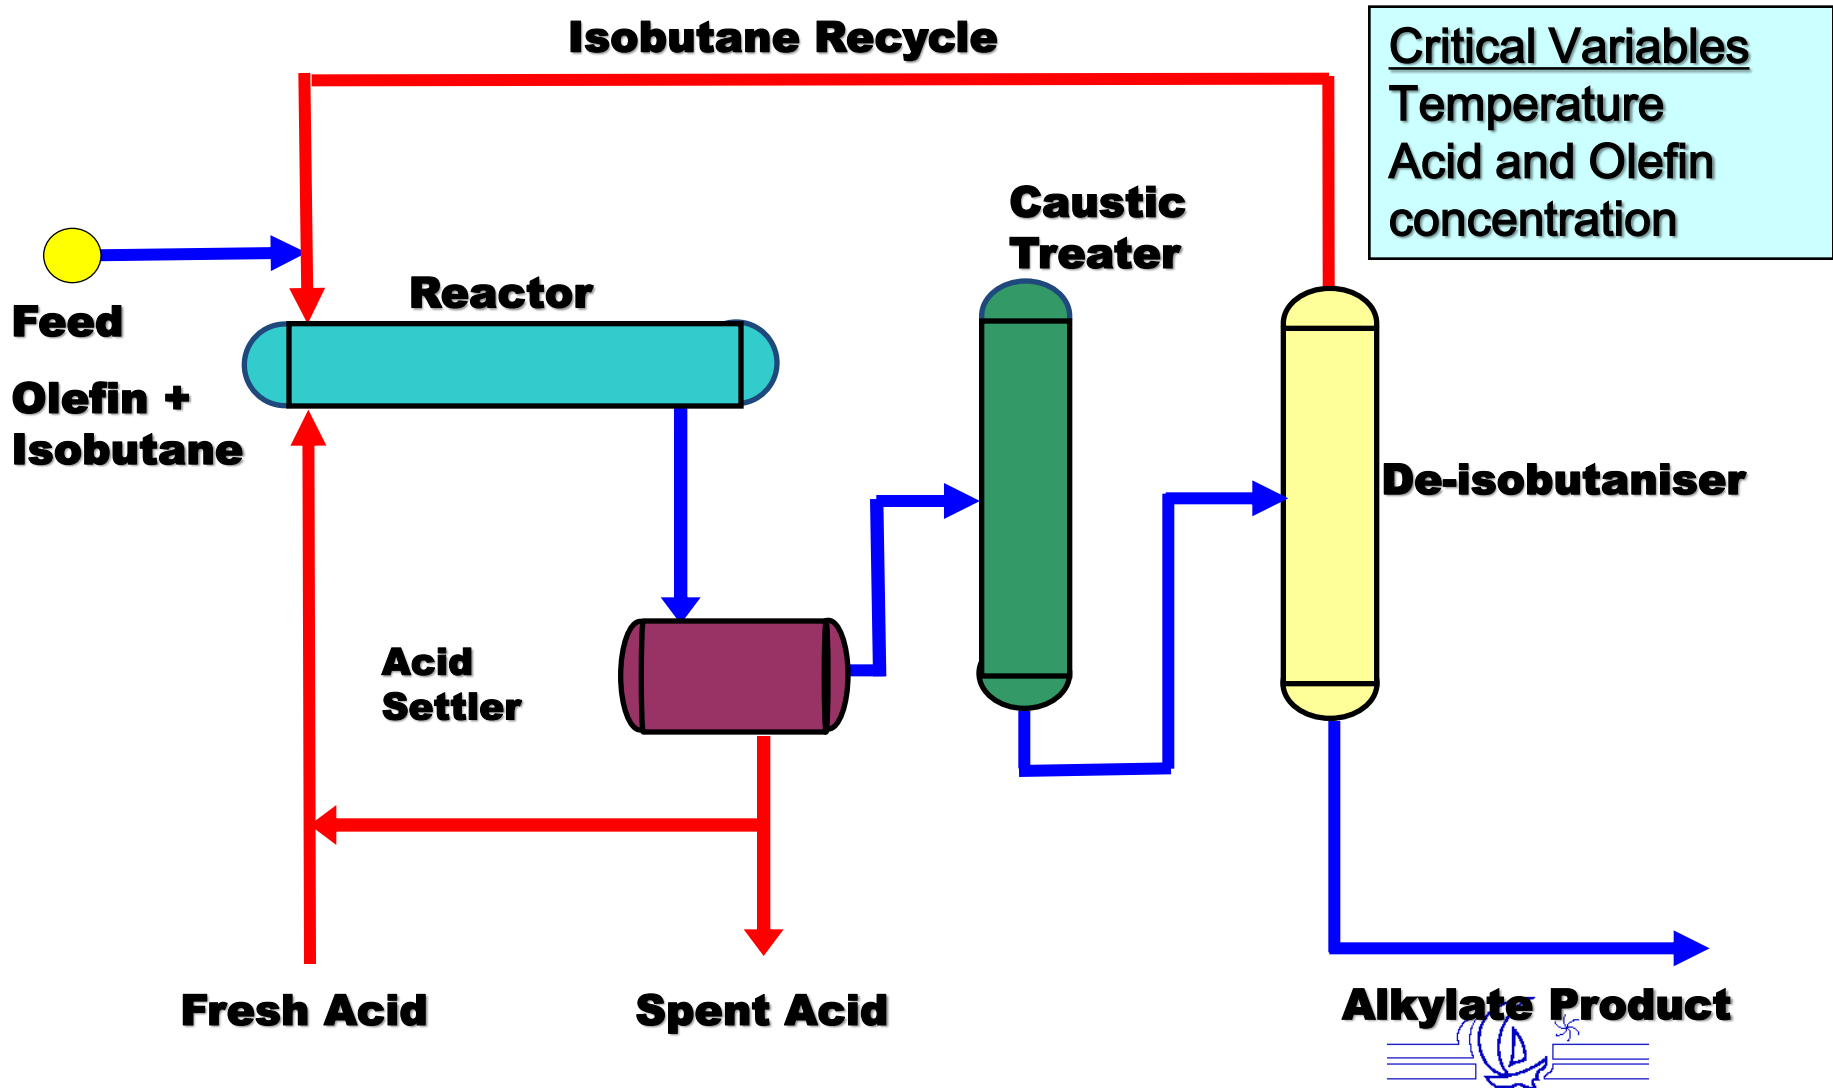 Isobutane Recycle
Critical Variables
Temperature
Acid and Olefin
concentration
Caustic
Treater
Reactor
Feed
Olefin +
Isobutane
De-isobutaniser
Acid
Settler
Fresh Acid
Spent Acid
Alkylate Product